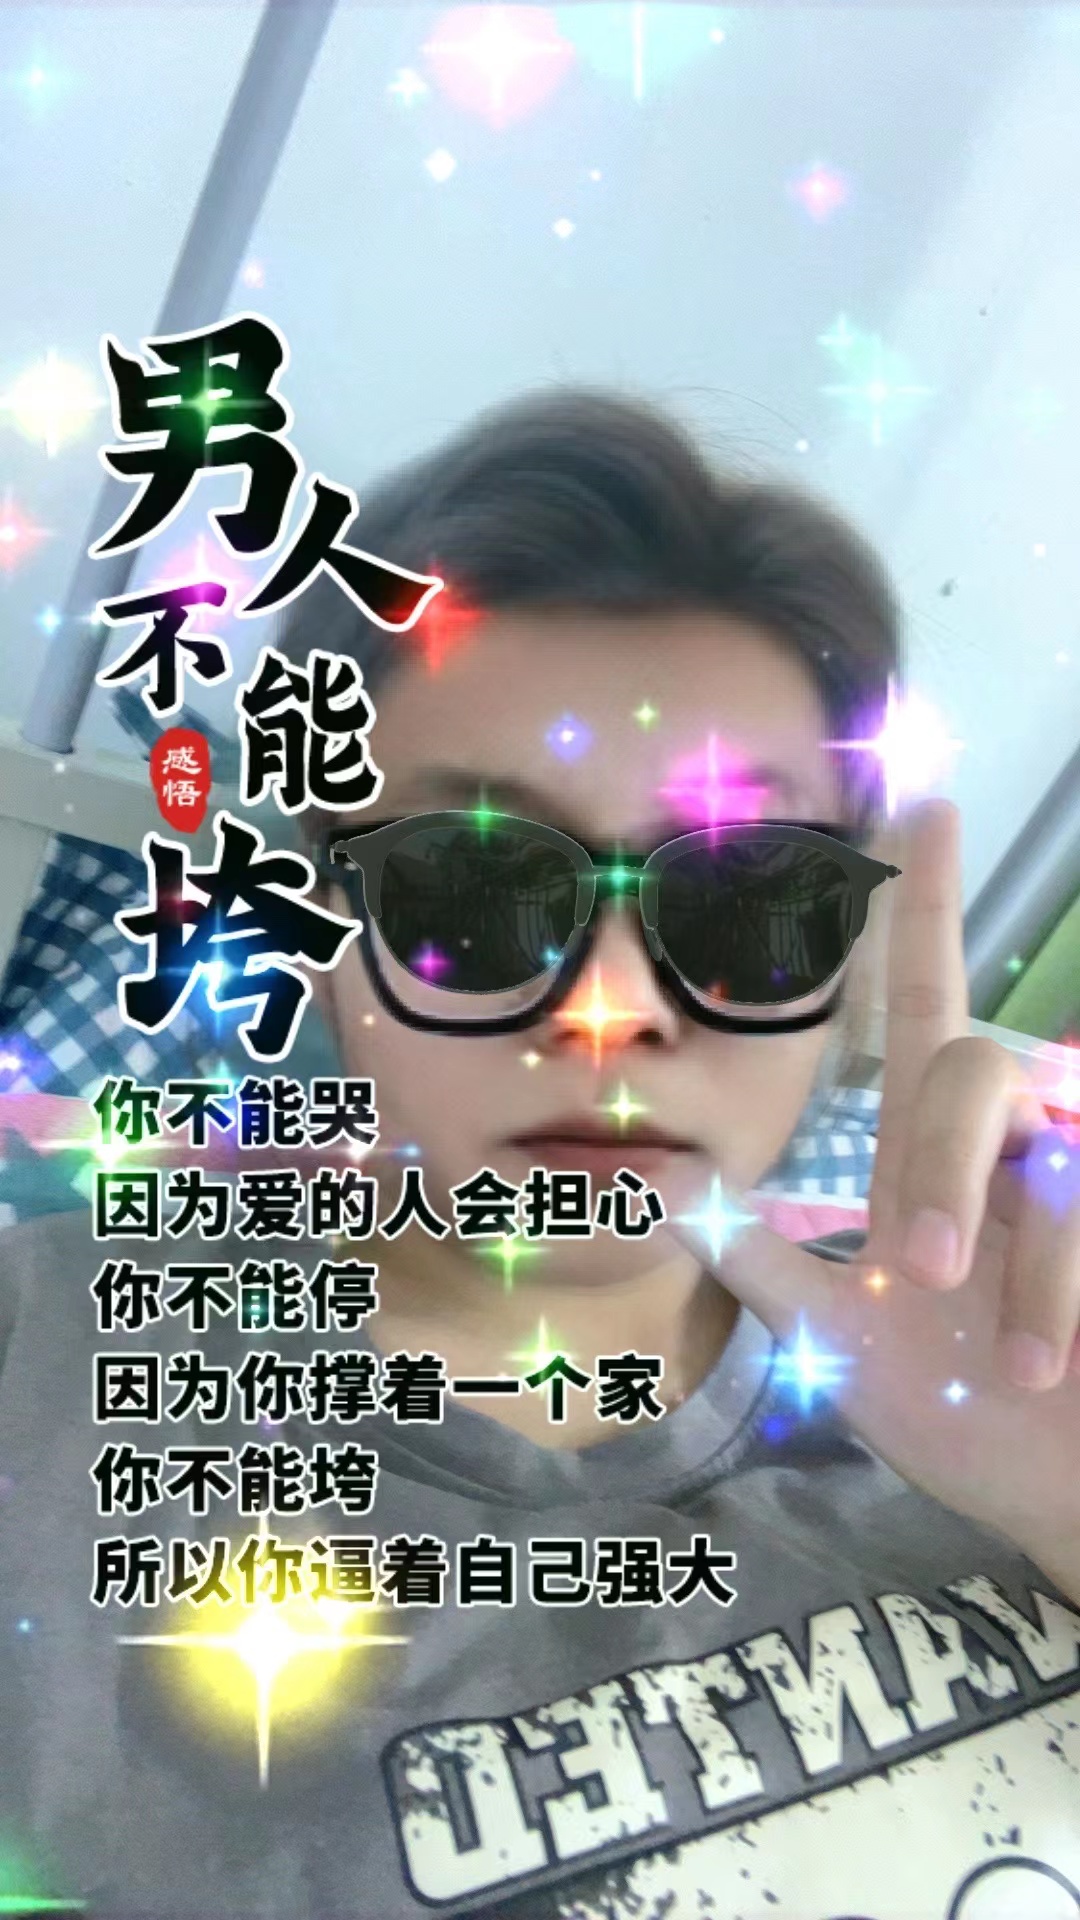 男人
不能
垮
感悟
你不能哭
因为爱的人会担心
你不能停
因为你撑着一个家
你不能垮
所以你逼着自己强大
WANTED